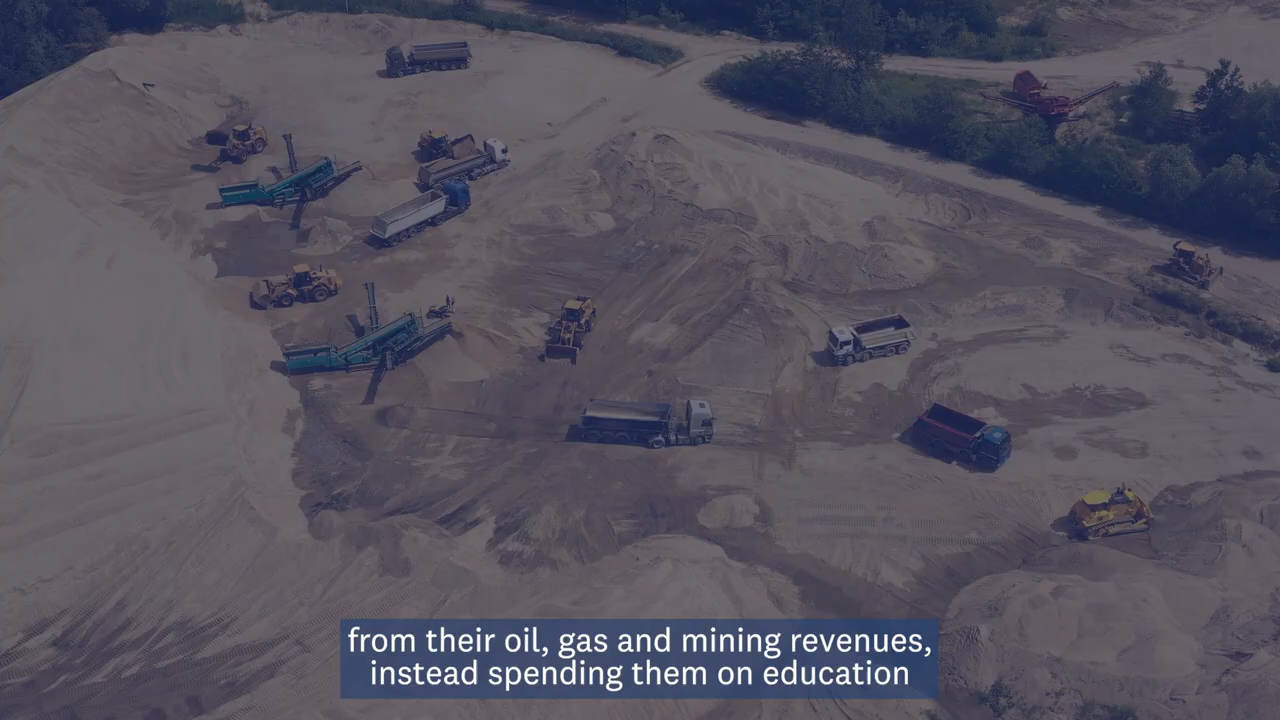 from their oil, gas and mining revenues,
instead spending them on education